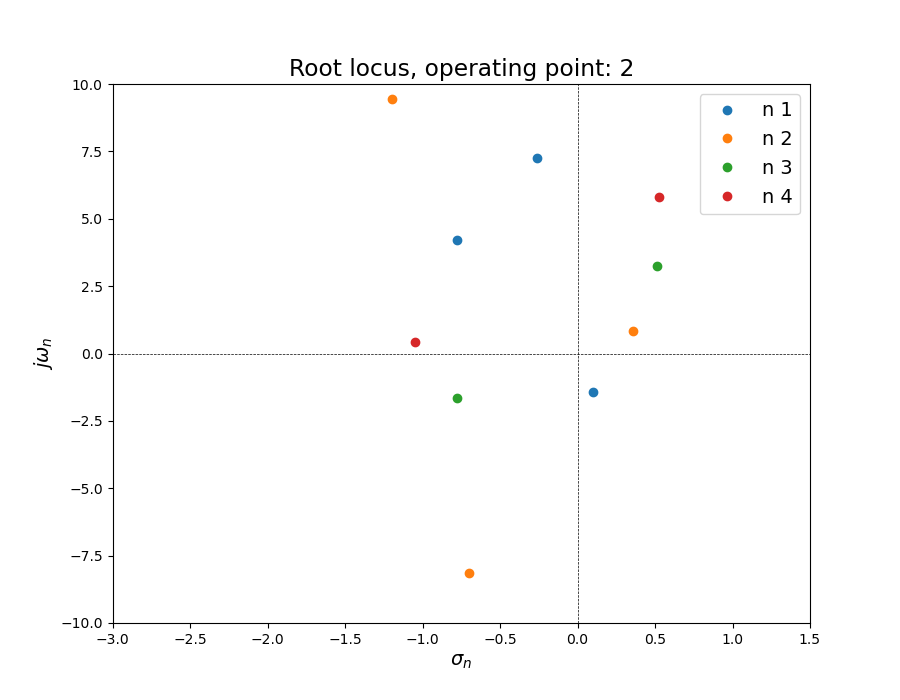 Root locus, operating point: 2
10.0
7.5
5.0
2.5
0.0
−2.5
−5.0
−7.5
−10.0
jωn
n 1
n 2
n 3
n 4
−3.0 −2.5 −2.0 −1.5 −1.0 −0.5 0.0 0.5 1.0 1.5
σn